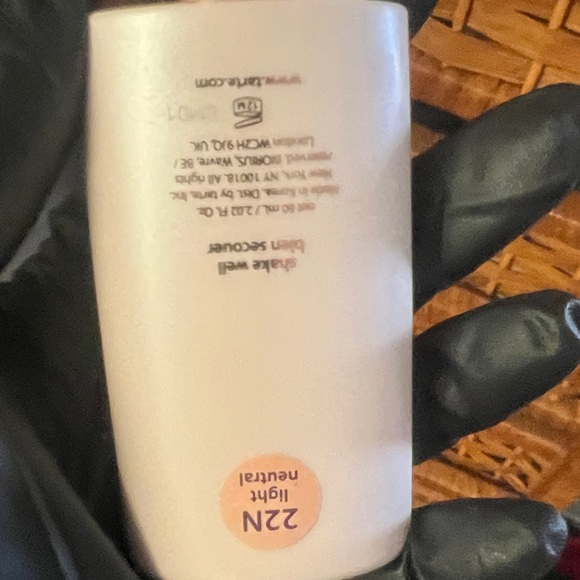 22N
light
neutral
shake well
bien secouer
net 60 mL / 2.02 FL Oz.
Made in Korea. Dist. by tarte, Inc.
New York, NY 10018. All rights
reserved. BIORIUS, Wavre, BE /
London WC2H 9JQ, UK.
12M
www.tarte.com